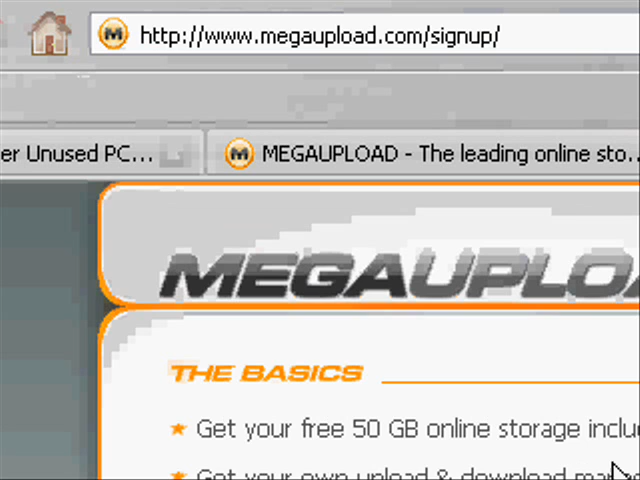 http://www.megaupload.com/signup/
er Unused PC...
MEGAUPLOAD - The leading online sto...
MEGAUPLOA
THE BASICS
Get your free 50 GB online storage inclu
Get your own upload & download